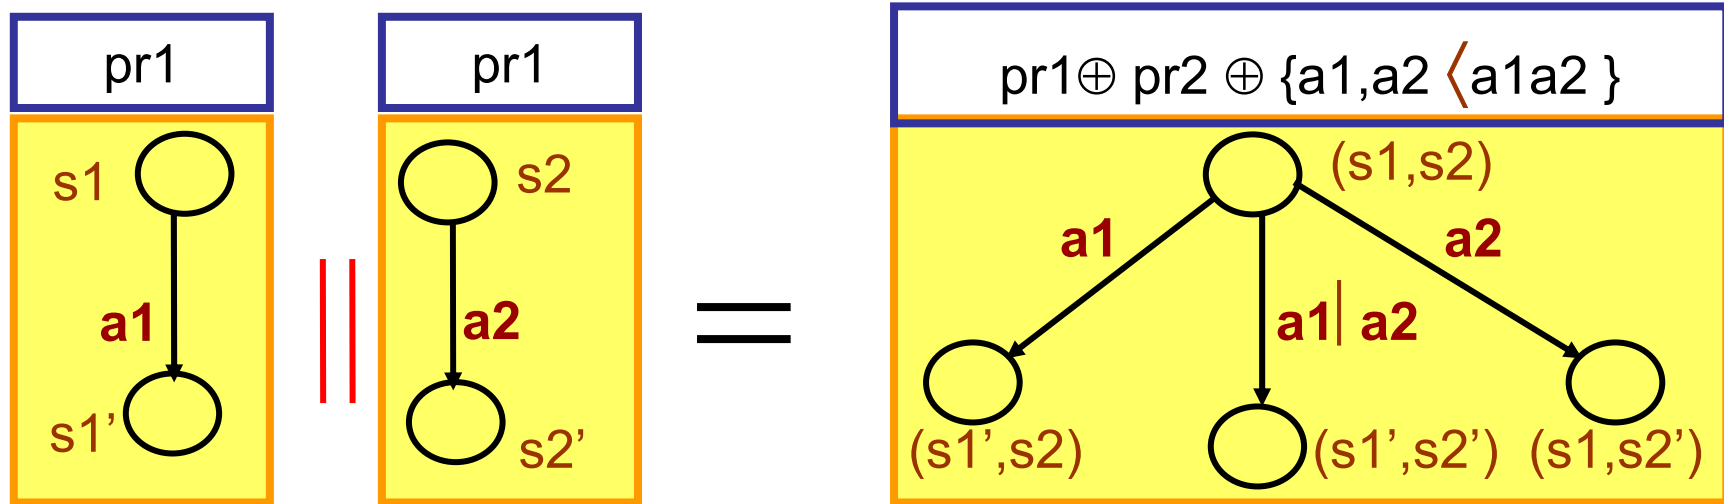 pr1
s1
a1
s1’
||
pr1
s2
a2
s2’
=
pr1⊕ pr2 ⊕ {a1,a2 〈a1a2 }
(s1,s2)
a1
a2
a1| a2
(s1’,s2)
(s1’,s2’)
(s1,s2’)